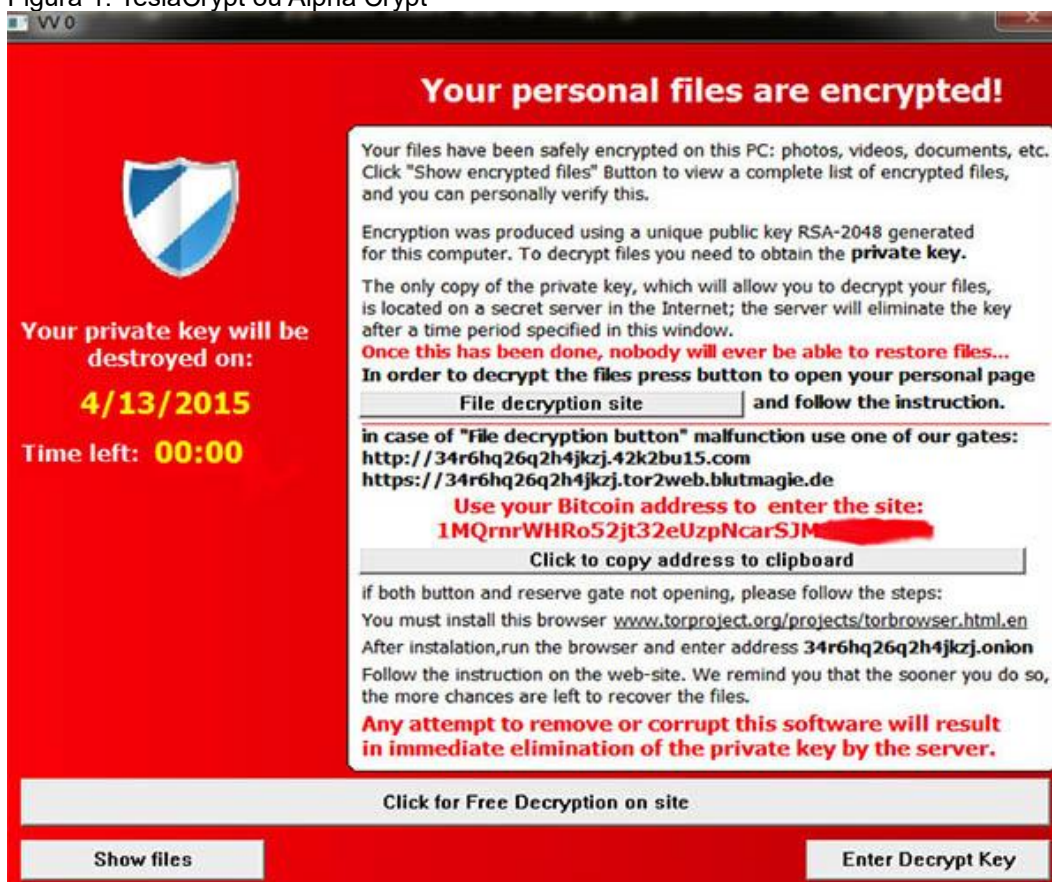 Figura 1: TeslaCrypt ou Alpha Crypt
VV 0
Your personal files are encrypted!
Your files have been safely encrypted on this PC: photos, videos, documents, etc.
Click "Show encrypted files" Button to view a complete list of encrypted files,
and you can personally verify this.
Encryption was produced using a unique public key RSA-2048 generated
for this computer. To decrypt files you need to obtain the private key.
The only copy of the private key, which will allow you to decrypt your files,
is located on a secret server in the Internet; the server will eliminate the key
after a time period specified in this window.
Once this has been done, nobody will ever be able to restore files...
In order to decrypt the files press button to open your personal page
File decryption site and follow the instruction.
in case of "File decryption button" malfunction use one of our gates:
http://34r6hq26q2h4jkzj.42k2bu15.com
https://34r6hq26q2h4jkzj.tor2web.blutmagie.de
Use your Bitcoin address to enter the site:
1MQrnrWHRo52jt32eUzpNcarSJM
Click to copy address to clipboard
if both button and reserve gate not opening, please follow the steps:
You must install this browser www.torproject.org/projects/torbrowser.html.en
After instalation,run the browser and enter address 34r6hq26q2h4jkzj.onion
Follow the instruction on the web-site. We remind you that the sooner you do so,
the more chances are left to recover the files.
Any attempt to remove or corrupt this software will result
in immediate elimination of the private key by the server.
Your private key will be
destroyed on:
4/13/2015
Time left: 00:00
Click for Free Decryption on site
Show files
Enter Decrypt Key